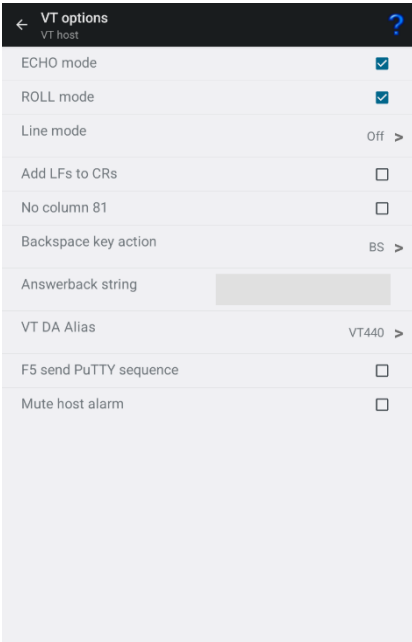 VT options
VT host
?
ECHO mode
ROLL mode
Line mode
Off >
Add LFs to CRs
No column 81
Backspace key action
BS >
Answerback string
VT DA Alias
VT440 >
F5 send PuTTY sequence
Mute host alarm